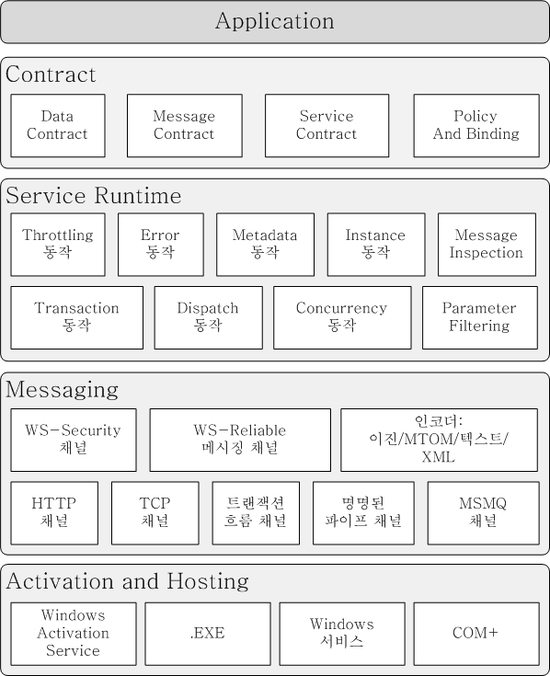 Application
Contract
Data
Contract
Message
Contract
Service
Contract
Policy
And Binding
Service Runtime
Throttling
동작
Error
동작
Metadata
동작
Instance
동작
Message
Inspection
Transaction
동작
Dispatch
동작
Concurrency
동작
Parameter
Filtering
Messaging
WS-Security
채널
WS-Reliable
메시징 채널
인코더:
이진/MTOM/텍스트/
XML
HTTP
채널
TCP
채널
트랜잭션
흐름 채널
명명된
파이프 채널
MSMQ
채널
Activation and Hosting
Windows
Activation
Service
.EXE
Windows
서비스
COM+